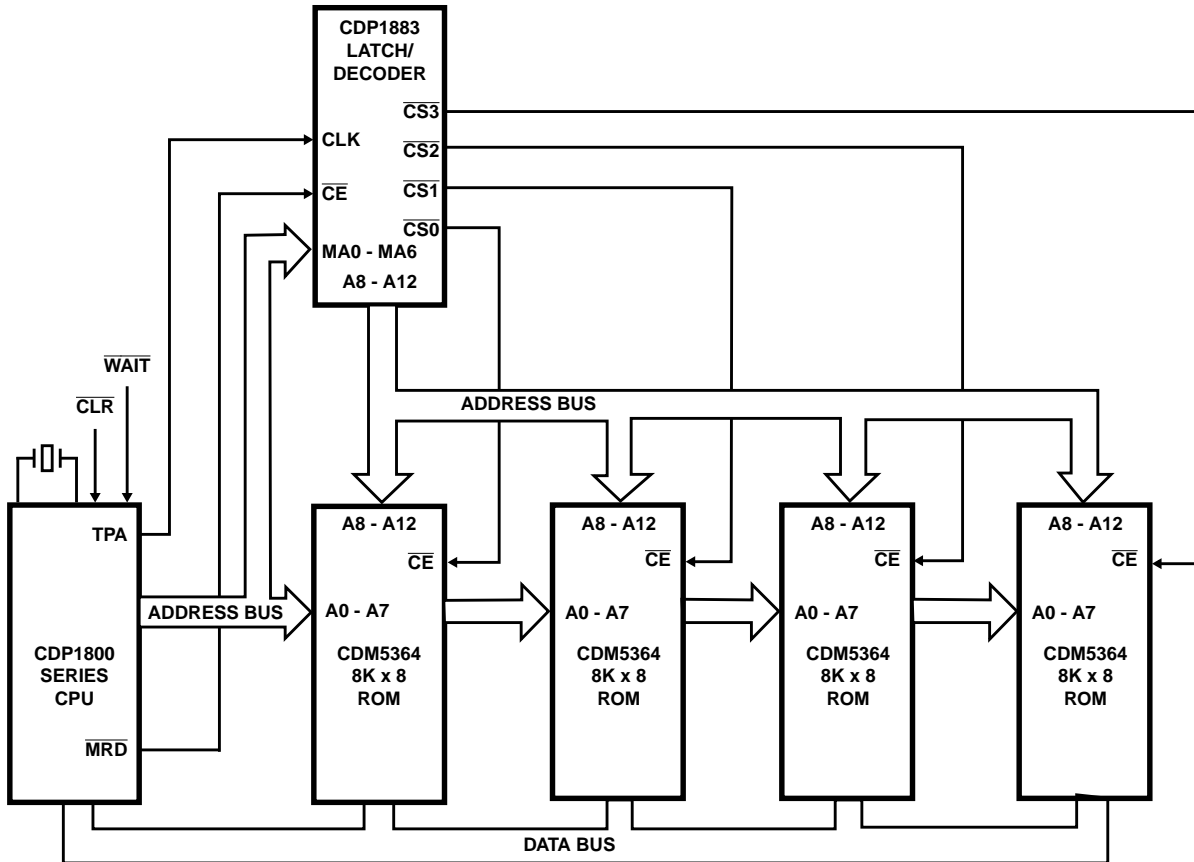 CDP1883
LATCH/
DECODER
CS3
CLK
CS2
CE
CS1
CS0
MA0 - MA6
A8 - A12
WAIT
CLR
ADDRESS BUS
TPA
A8 - A12
A8 - A12
A8 - A12
A8 - A12
CE
CE
CE
CE
ADDRESS BUS
A0 - A7
A0 - A7
A0 - A7
A0 - A7
CDP1800
SERIES
CPU
CDM5364
8K x 8
ROM
CDM5364
8K x 8
ROM
CDM5364
8K x 8
ROM
CDM5364
8K x 8
ROM
MRD
DATA BUS